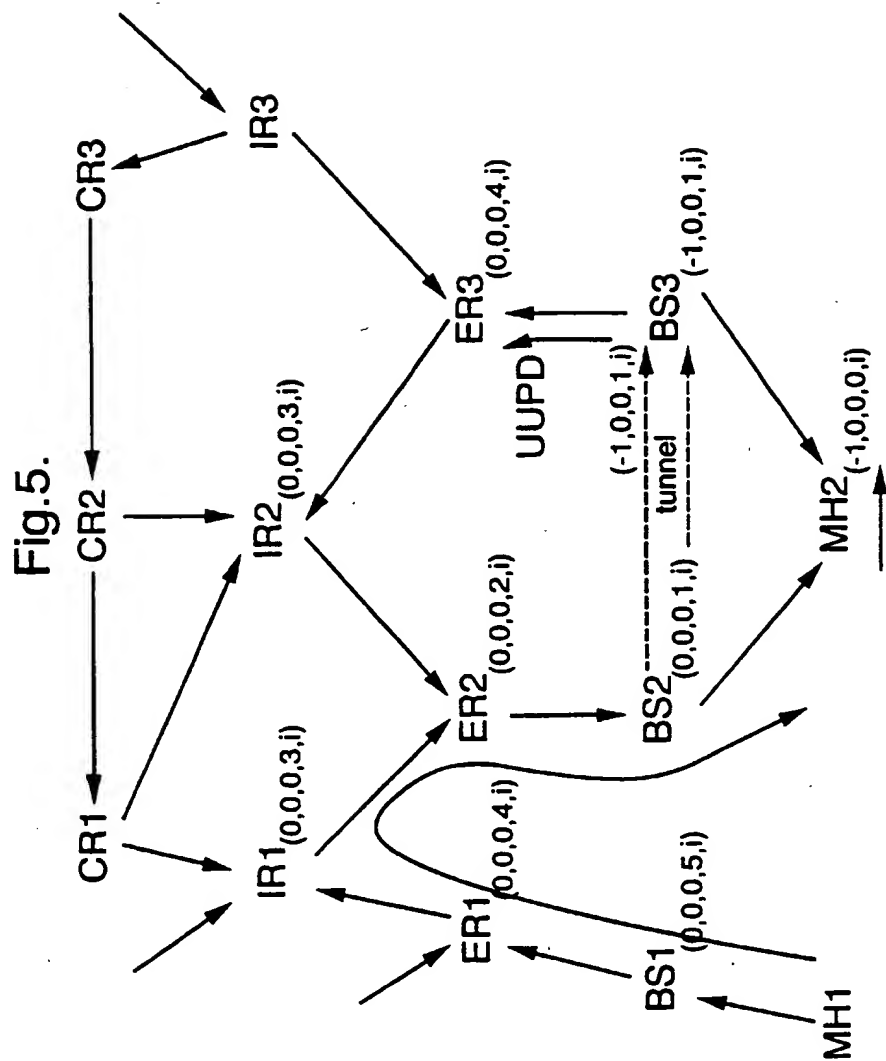 Fig.5.
CR1
CR2
CR3
IR1(0,0,0,3,i)
IR2(0,0,0,3,i)
IR3
ER1(0,0,0,4,i)
ER2(0,0,0,2,i)
ER3(0,0,0,4,i)
UUPD
(-1,0,0,1,i)
tunnel
BS1(0,0,0,5,i)
BS2(0,0,0,1,i)
BS3(-1,0,0,1,i)
MH1
MH2(-1,0,0,0,i)